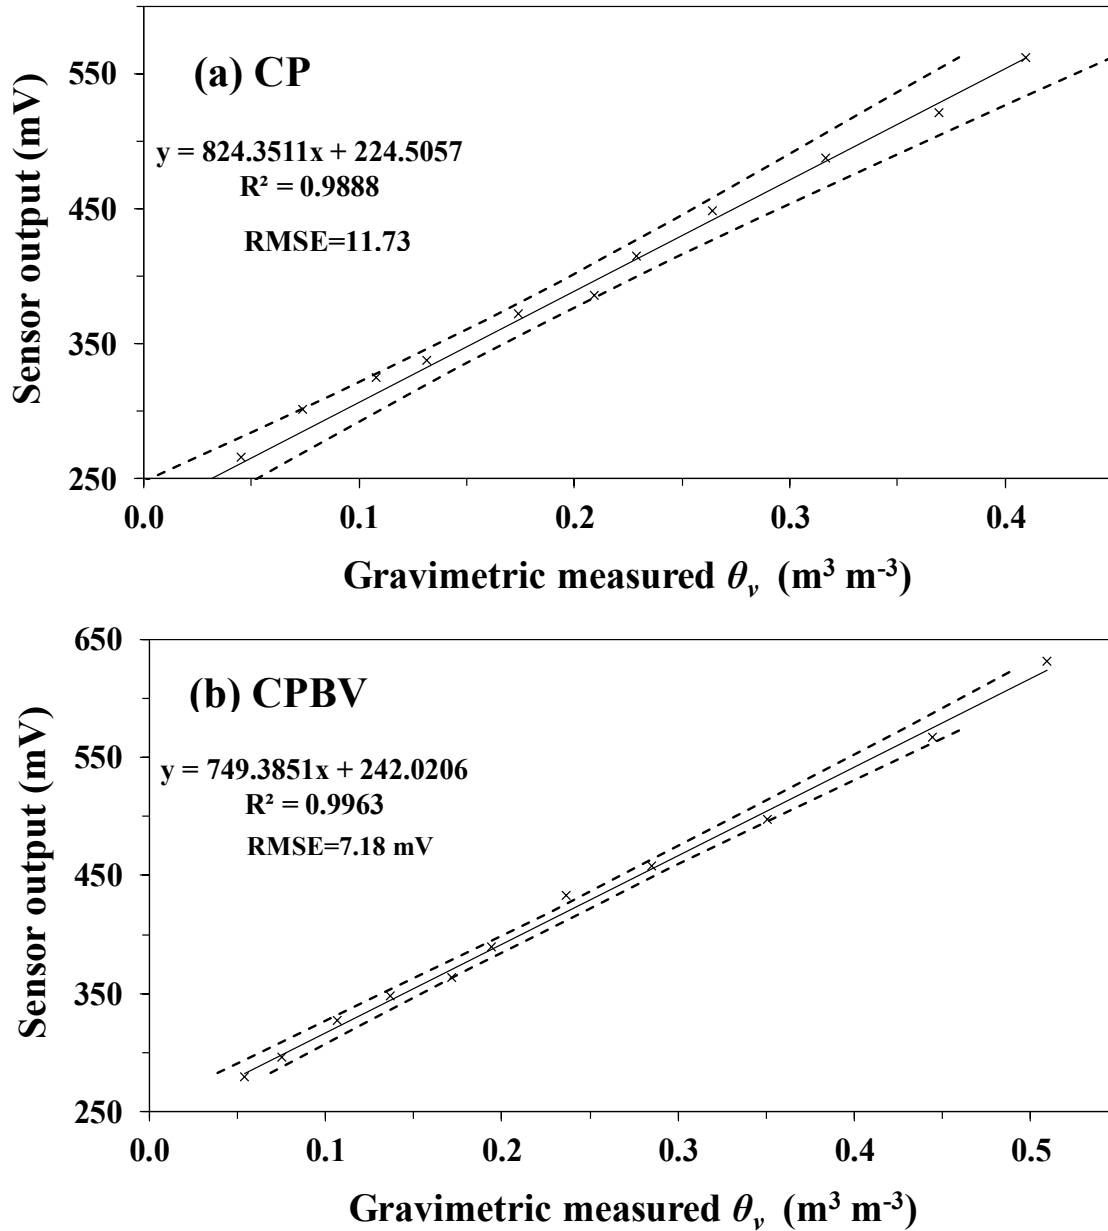 (a) CP
y = 824.3511x + 224.5057
R² = 0.9888
RMSE=11.73
Sensor output (mV)
550
450
350
250
0.0 0.1 0.2 0.3 0.4
Gravimetric measured θv (m³ m⁻³)
(b) CPBV
y = 749.3851x + 242.0206
R² = 0.9963
RMSE=7.18 mV
Sensor output (mV)
650
550
450
350
250
0.0 0.1 0.2 0.3 0.4 0.5
Gravimetric measured θv (m³ m⁻³)